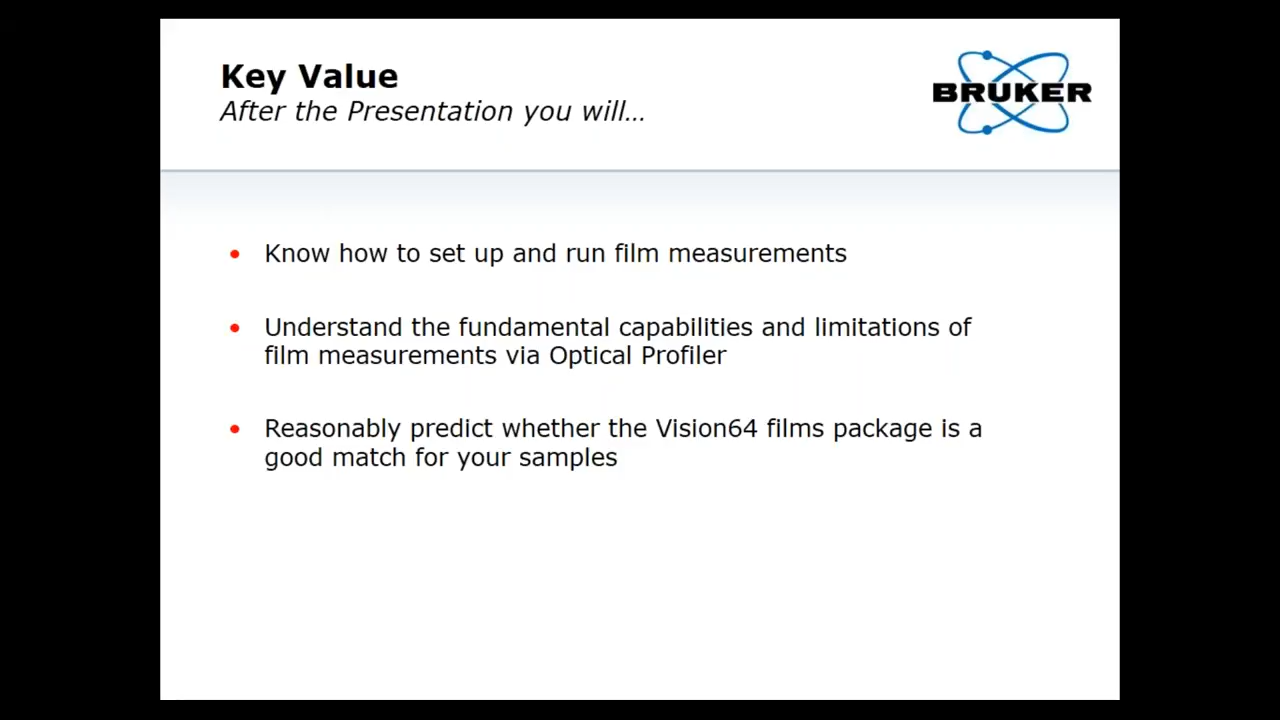 Key Value
After the Presentation you will...
BRUKER
• Know how to set up and run film measurements
• Understand the fundamental capabilities and limitations of
film measurements via Optical Profiler
• Reasonably predict whether the Vision64 films package is a
good match for your samples